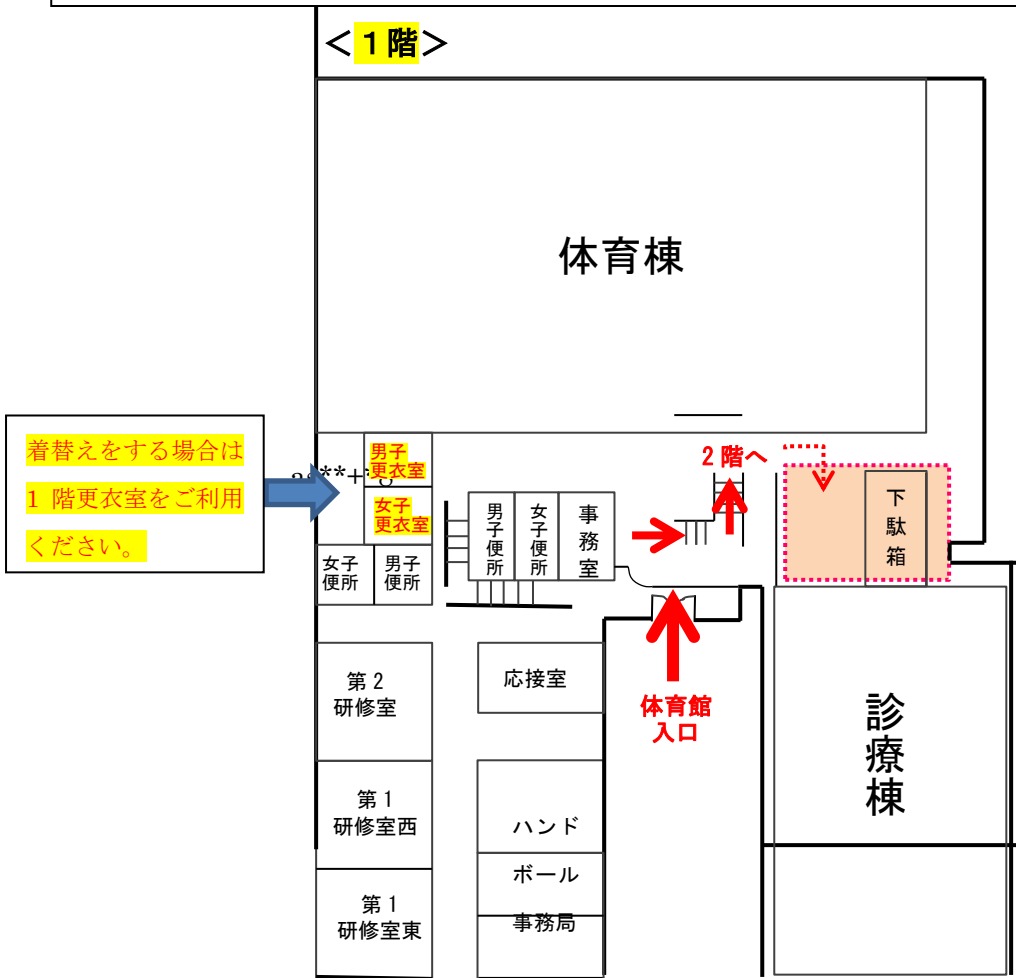 ＜１階＞
体育棟
着替えをする場合は
1 階更衣室をご利用
ください。
男子
更衣室
女子
更衣室
女子
便所
男子
便所
男子便所
女子便所
事務室
2 階へ
下駄箱
体育館
入口
第２
研修室
応接室
第１
研修室西
第１
研修室東
ハンド
ボール
事務局
診療棟